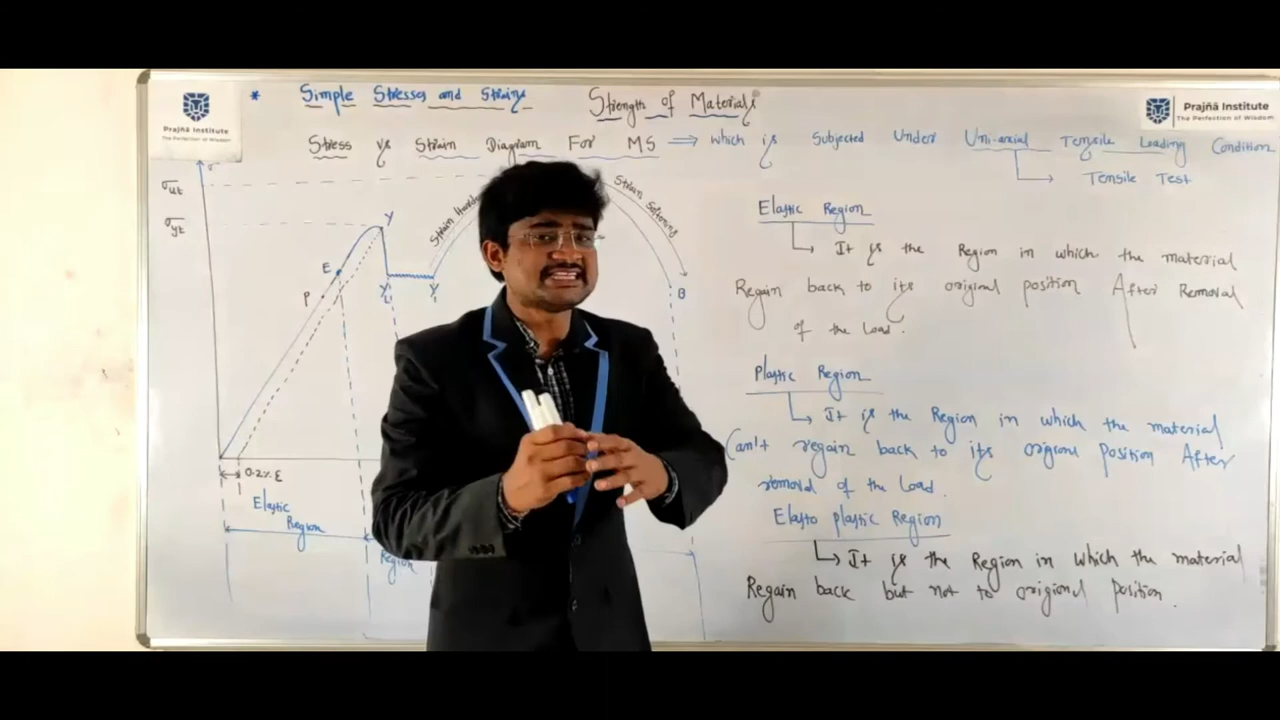 * Simple Stresses and Strains
Strength of Materials
Prajñā Institute
The Perfection of Wisdom
Prajñā Institute
The Perfection of Wisdom
Stress vs Strain Diagram For MS ⟹ which is Subjected Under Uni-axial Tensile Loading Condition
Tensile Test
σut
σyt
σ
Y
E
P
Y
Y
B
Strain
Strain Softening
0.2% ε
Elastic
Region
Region
Elastic Region
It is the Region in which the material
Regain back to its original position After Removal
of the Load.
Plastic Region
It is the Region in which the material
Can't regain back to its origional position After
removal of the Load.
Elasto plastic Region
It is the Region in which the material
Regain back but not to origional position.